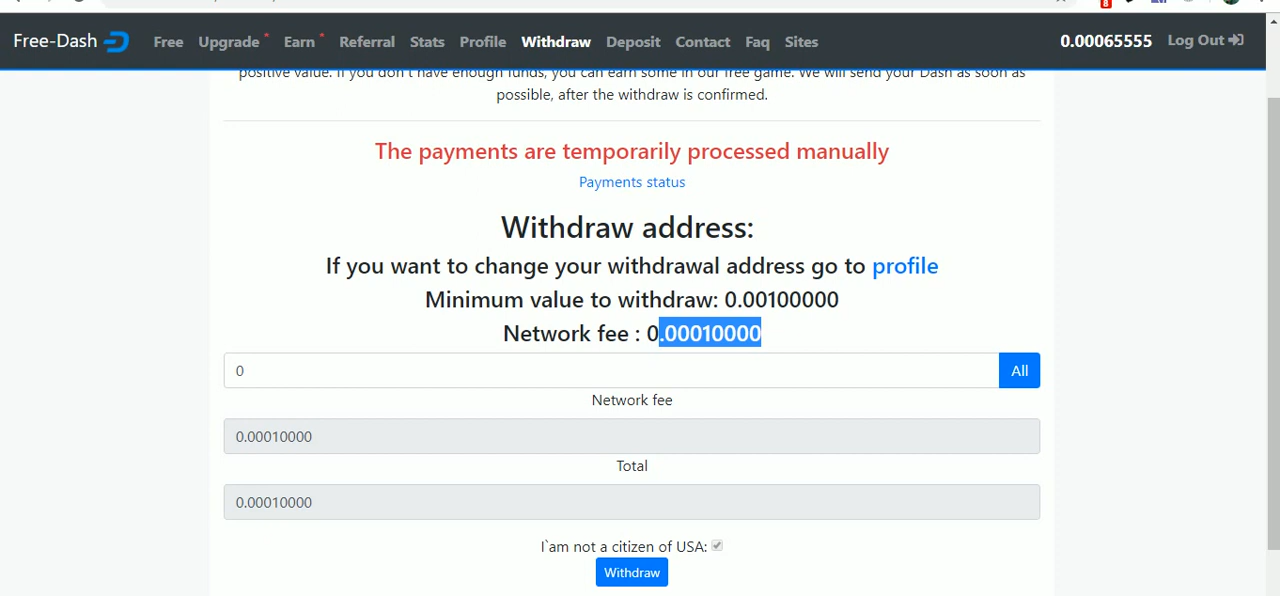 8
Free-Dash Free Upgrade * Earn * Referral Stats Profile Withdraw Deposit Contact Faq Sites 0.00065555 Log Out
positive value. If you don't have enough funds, you can earn some in our free game. We will send your Dash as soon as
possible, after the withdraw is confirmed.
The payments are temporarily processed manually
Payments status
Withdraw address:
If you want to change your withdrawal address go to profile
Minimum value to withdraw: 0.00100000
Network fee : 0.00010000
0 All
Network fee
0.00010000
Total
0.00010000
I`am not a citizen of USA:
Withdraw